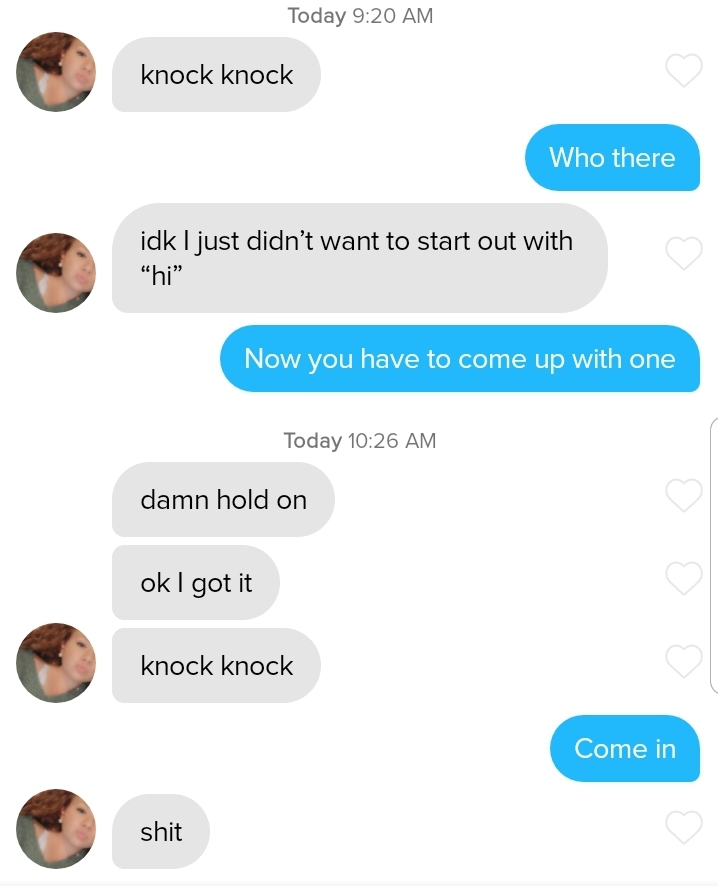 Today 9:20 AM
knock knock
Who there
idk I just didn’t want to start out with
“hi”
Now you have to come up with one
Today 10:26 AM
damn hold on
ok I got it
knock knock
Come in
shit